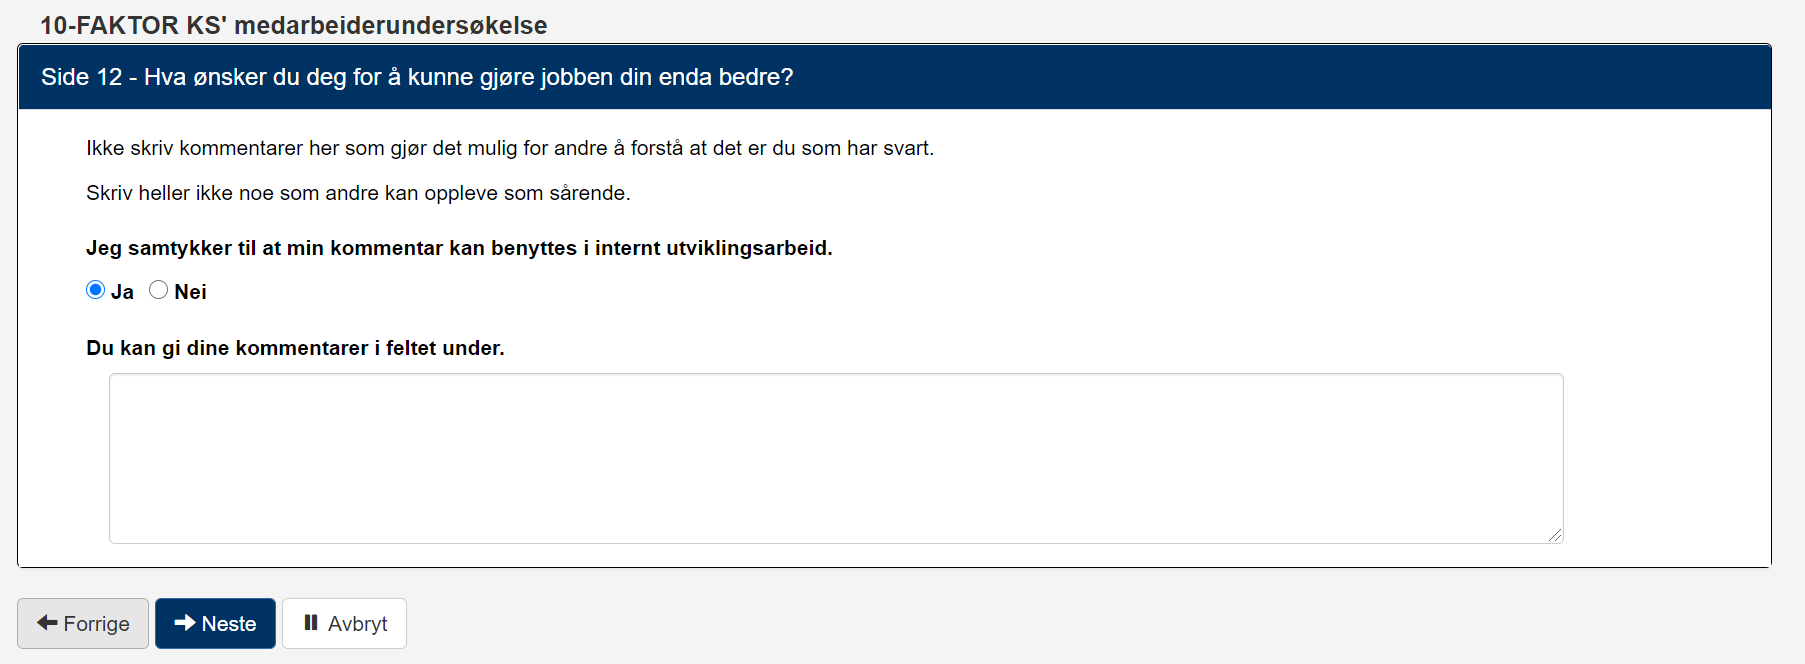 10-FAKTOR KS' medarbeiderundersøkelse
Side 12 - Hva ønsker du deg for å kunne gjøre jobben din enda bedre?
Ikke skriv kommentarer her som gjør det mulig for andre å forstå at det er du som har svart.
Skriv heller ikke noe som andre kan oppleve som sårende.
Jeg samtykker til at min kommentar kan benyttes i internt utviklingsarbeid.
Ja Nei
Du kan gi dine kommentarer i feltet under.
Forrige Neste Avbryt